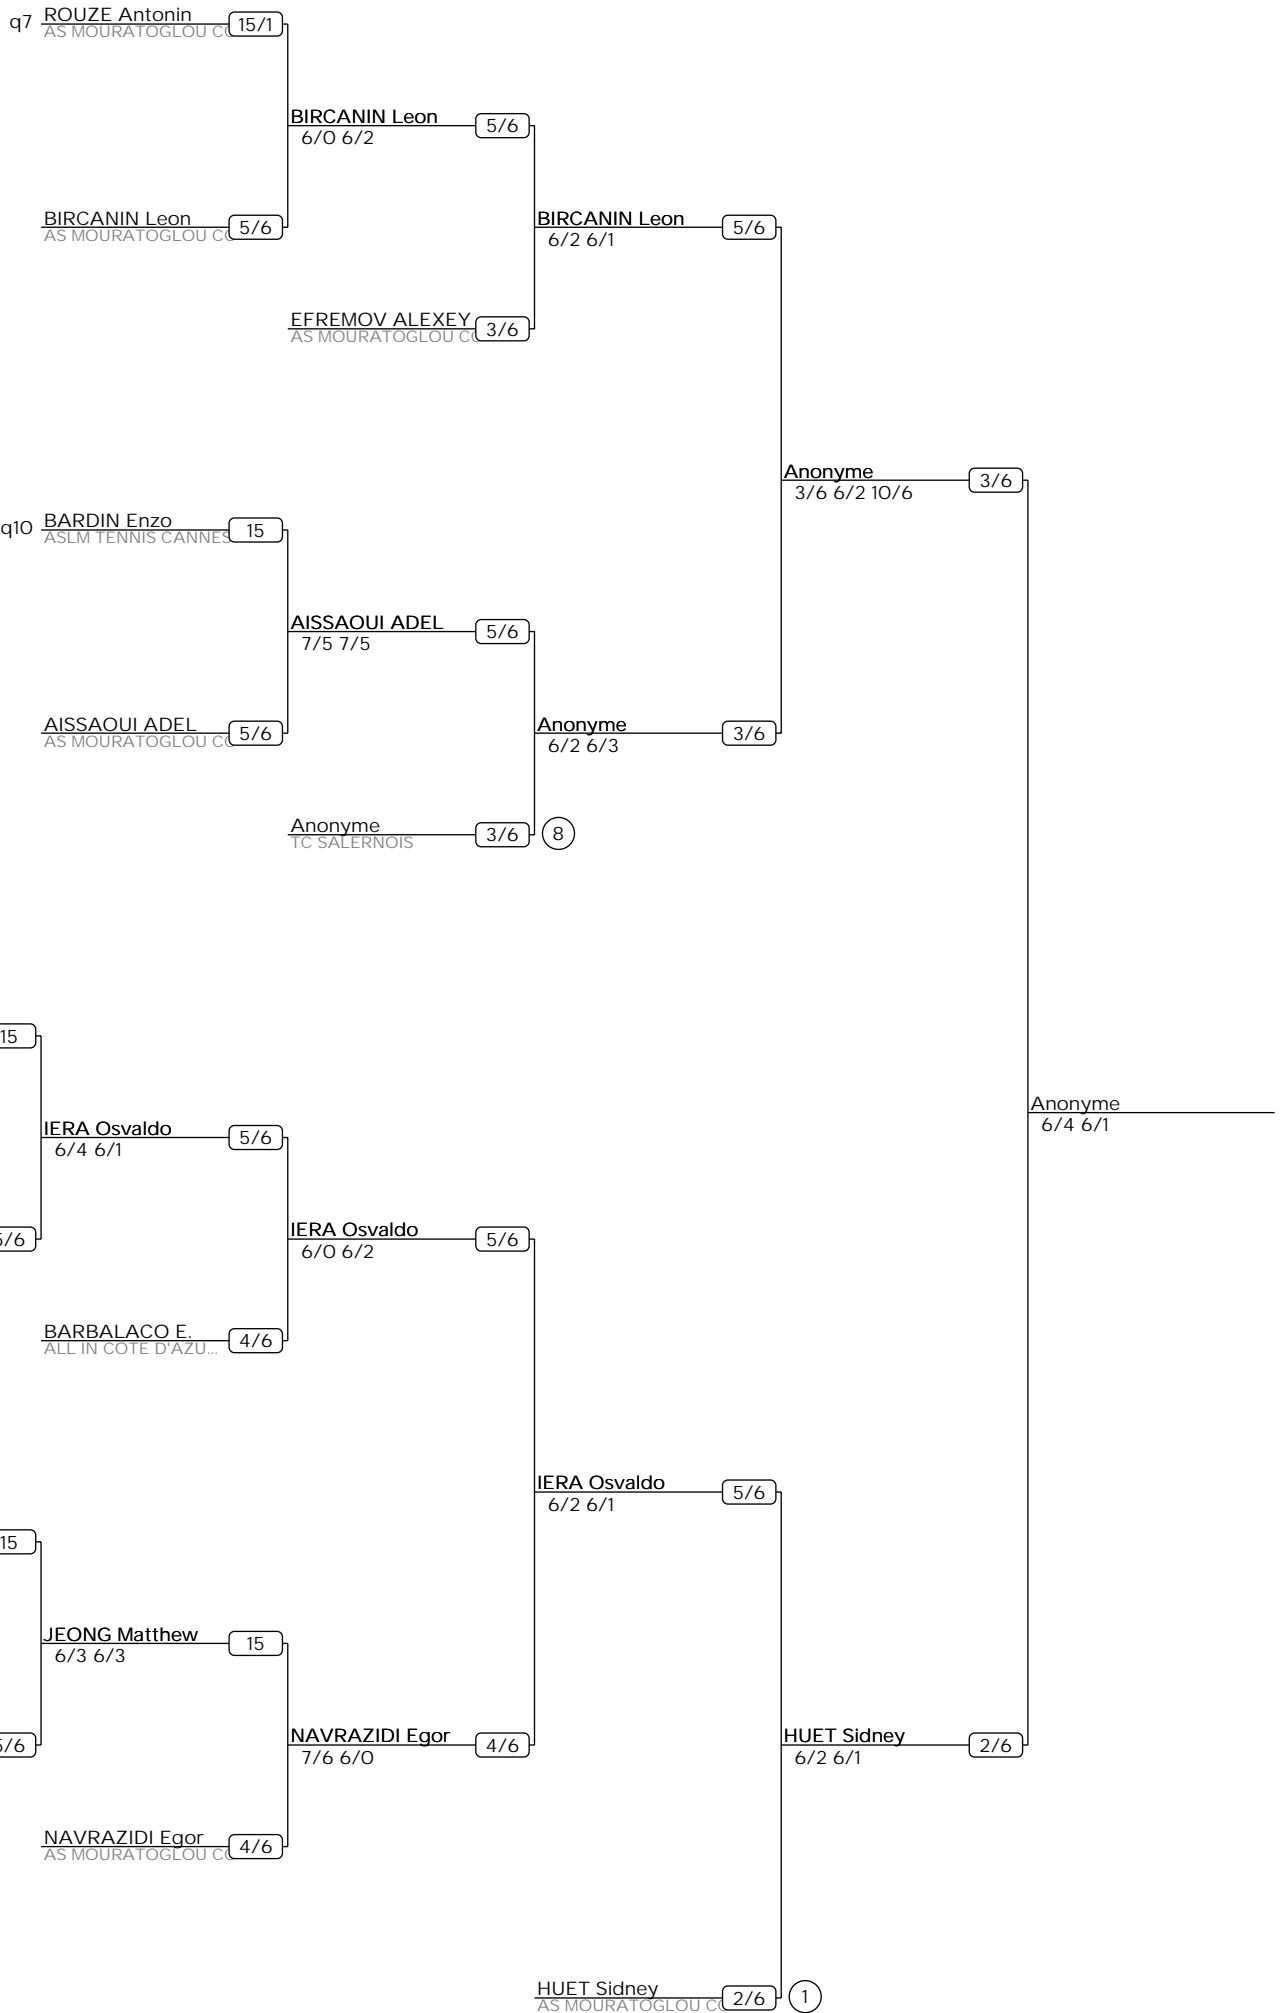 q7 ROUZE Antonin 15/1
AS MOURATOGLOU
BIRCANIN Leon 5/6
6/0 6/2
BIRCANIN Leon 5/6
AS MOURATOGLOU
BIRCANIN Leon 5/6
6/2 6/1
EFREMOV ALEXEY 3/6
AS MOURATOGLOU
Anonyme 3/6
3/6 6/2 10/6
q10 BARDIN Enzo 15
ASLM TENNIS CANNES
AISSAOUI ADEL 5/6
7/5 7/5
AISSAOUI ADEL 5/6
AS MOURATOGLOU
Anonyme 3/6
6/2 6/3
Anonyme 3/6 8
TC SALERNOIS
15
Anonyme
6/4 6/1
IERA Osvaldo 5/6
6/4 6/1
IERA Osvaldo 5/6
6/0 6/2
/6
BARBALACO E. 4/6
ALL IN COTE D'AZU...
IERA Osvaldo 5/6
6/2 6/1
15
JEONG Matthew 15
6/3 6/3
NAVRAZIDI Egor 4/6
7/6 6/0
HUET Sidney 2/6
6/2 6/1
/6
NAVRAZIDI Egor 4/6
AS MOURATOGLOU
HUET Sidney 2/6 1
AS MOURATOGLOU